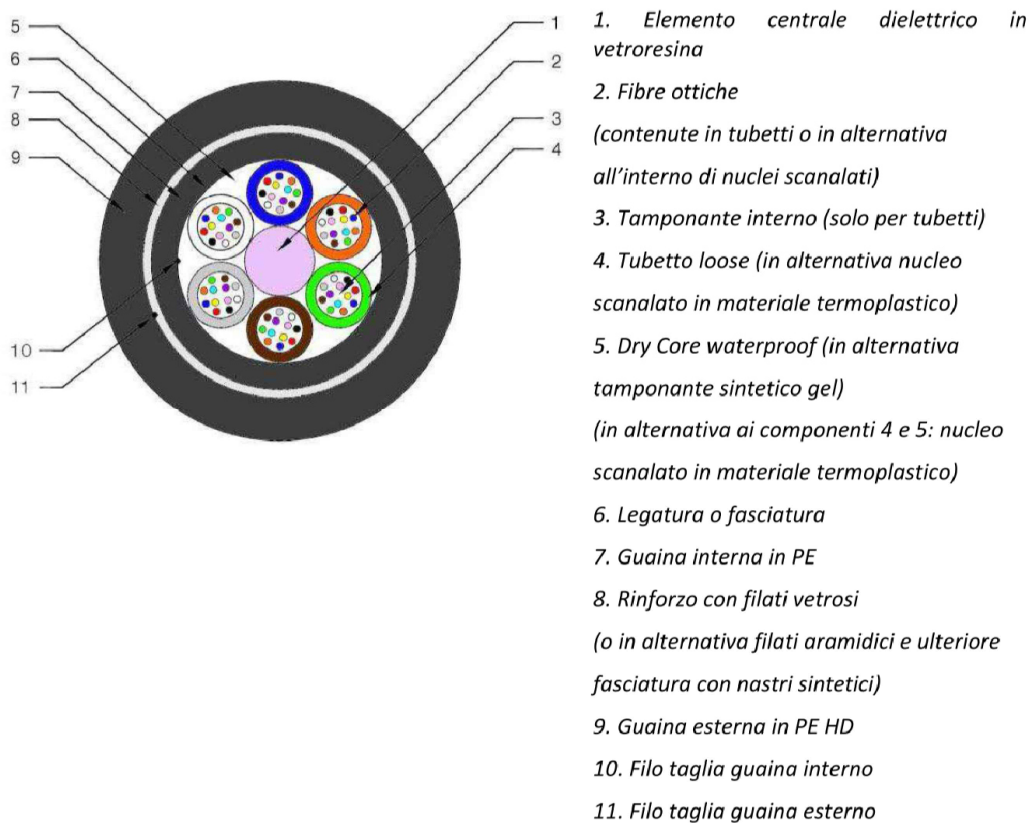 5
6
7
8
9
10
11
1
2
3
4
1. Elemento centrale dielettrico in
vetroresina
2. Fibre ottiche
(contenute in tubetti o in alternativa
all'interno di nuclei scanalati)
3. Tamponante interno (solo per tubetti)
4. Tubetto loose (in alternativa nucleo
scanalato in materiale termoplastico)
5. Dry Core waterproof (in alternativa
tamponante sintetico gel)
(in alternativa ai componenti 4 e 5: nucleo
scanalato in materiale termoplastico)
6. Legatura o fasciatura
7. Guaina interna in PE
8. Rinforzo con filati vetrosi
(o in alternativa filati aramidici e ulteriore
fasciatura con nastri sintetici)
9. Guaina esterna in PE HD
10. Filo taglia guaina interno
11. Filo taglia guaina esterno